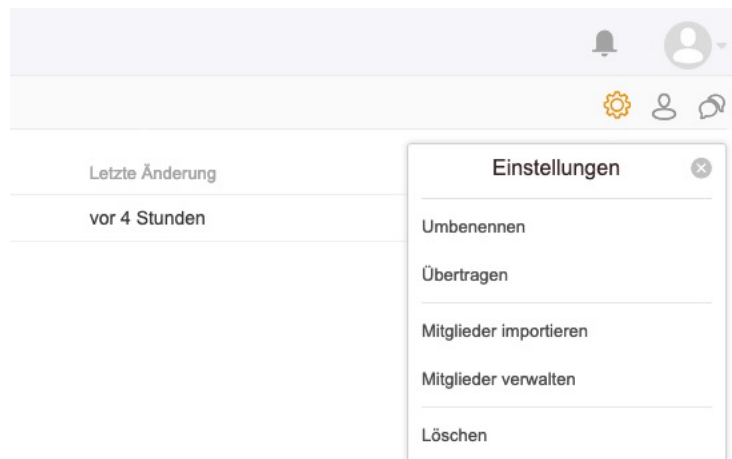 Letzte Änderung
vor 4 Stunden
Einstellungen
Umbenennen
Übertragen
Mitglieder importieren
Mitglieder verwalten
Löschen